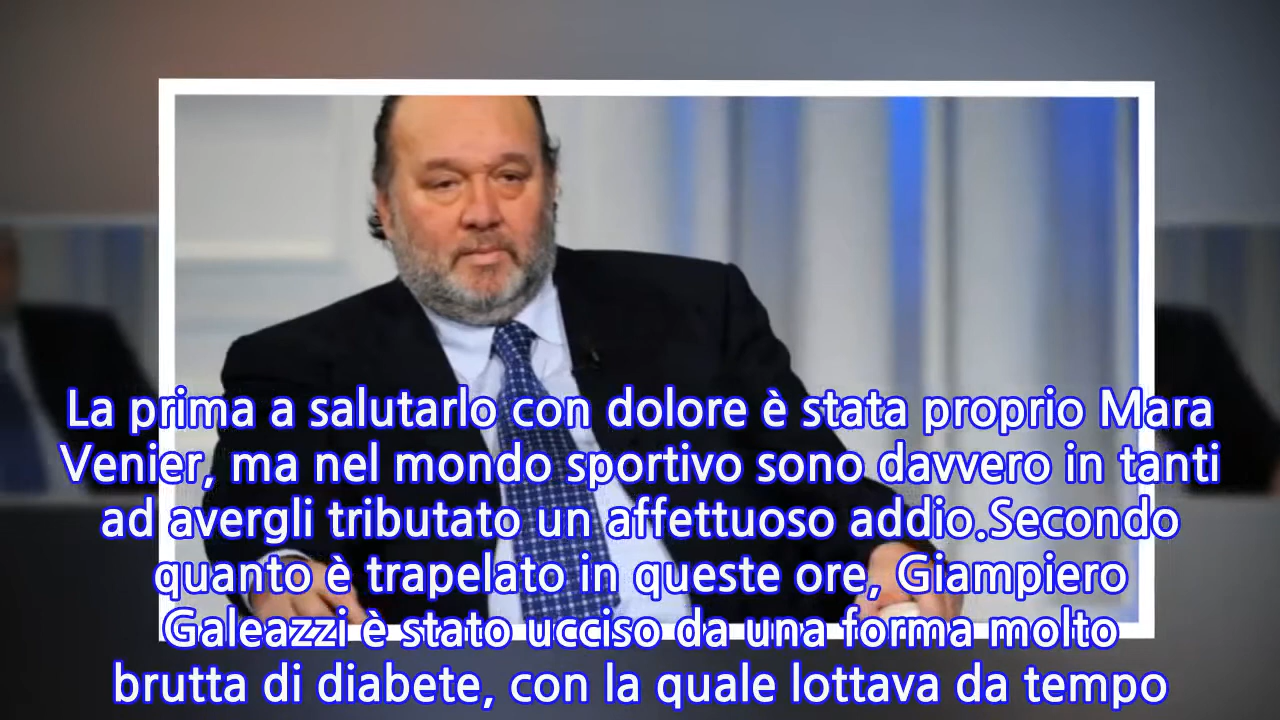 La prima a salutarlo con dolore è stata proprio Mara
Venier, ma nel mondo sportivo sono davvero in tanti
ad avergli tributato un affettuoso addio.Secondo
quanto è trapelato in queste ore, Giampiero
Galeazzi è stato ucciso da una forma molto
brutta di diabete, con la quale lottava da tempo